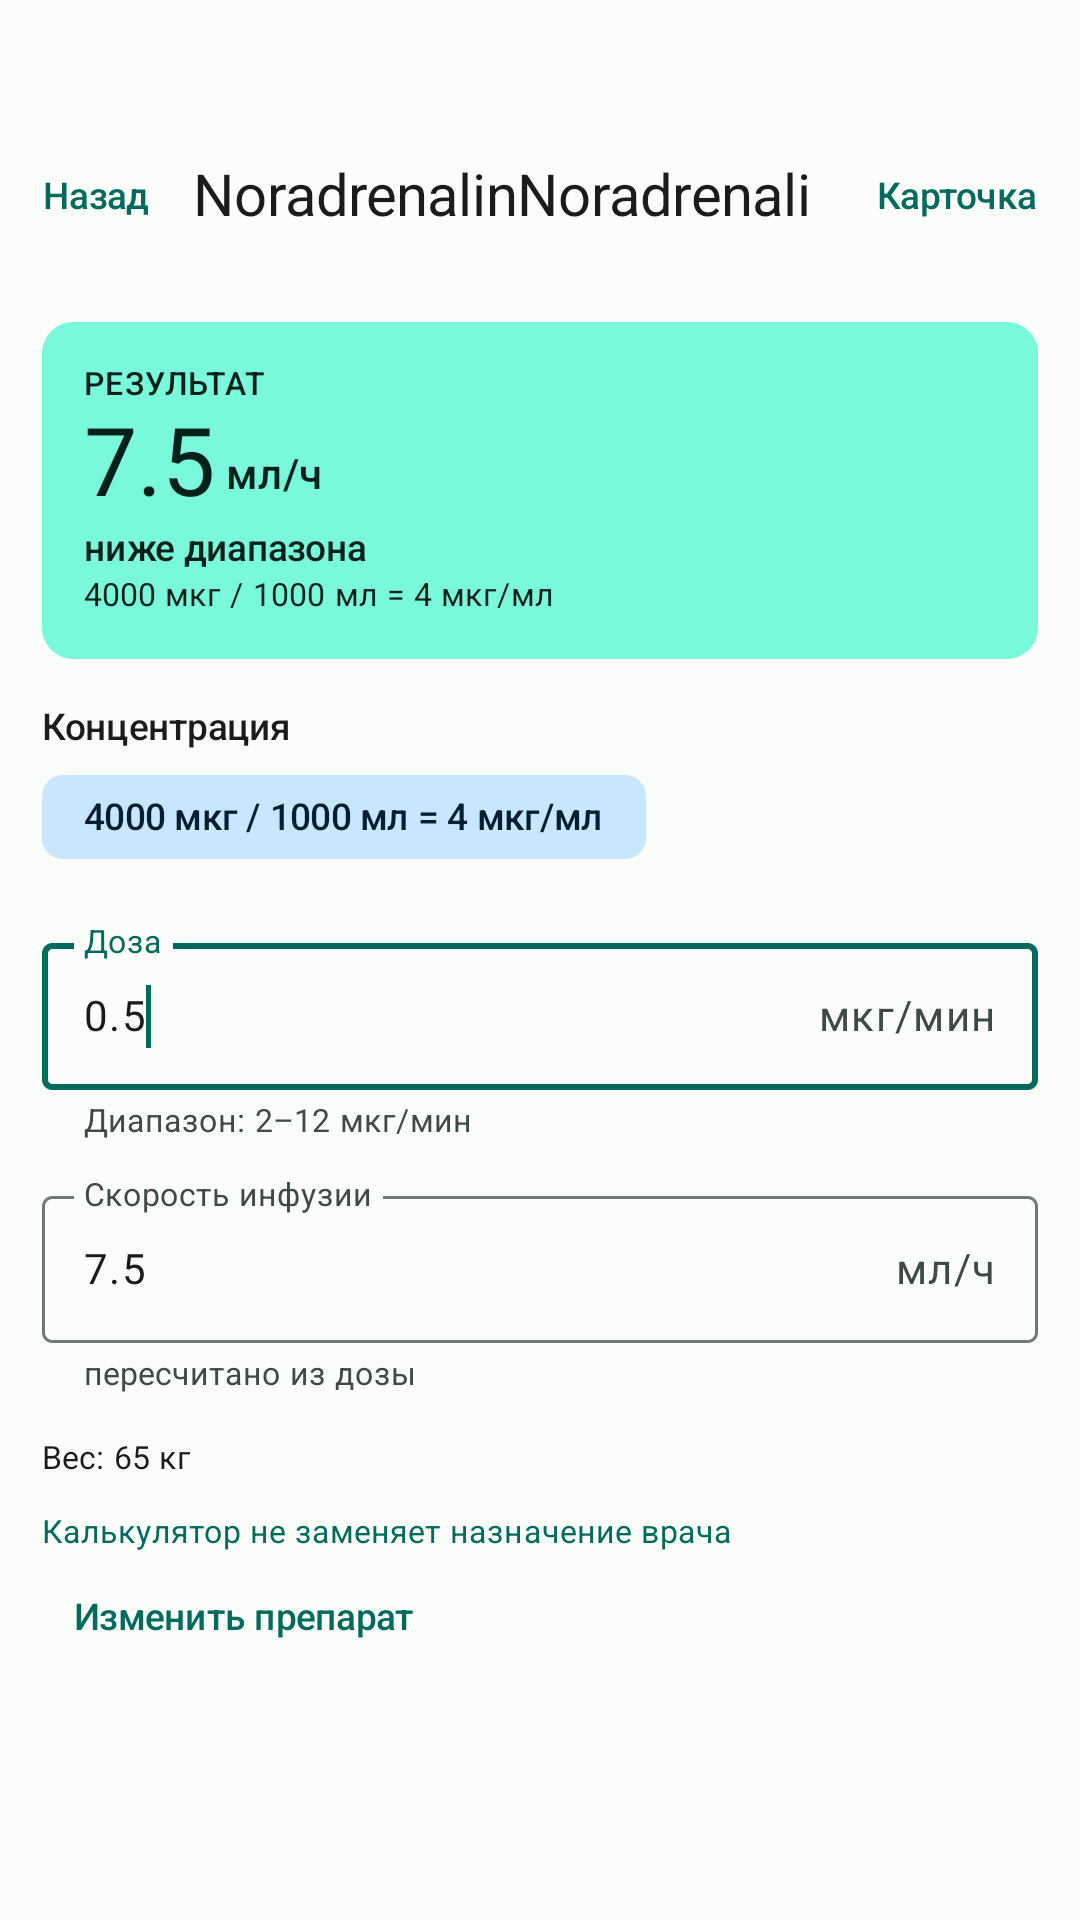 Назад NoradrenalinNoradrenali Карточка
РЕЗУЛЬТАТ
7.5 мл/ч
ниже диапазона
4000 мкг / 1000 мл = 4 мкг/мл
Концентрация
4000 мкг / 1000 мл = 4 мкг/мл
Доза
0.5 мкг/мин
Диапазон: 2–12 мкг/мин
Скорость инфузии
7.5 мл/ч
пересчитано из дозы
Вес: 65 кг
Калькулятор не заменяет назначение врача
Изменить препарат